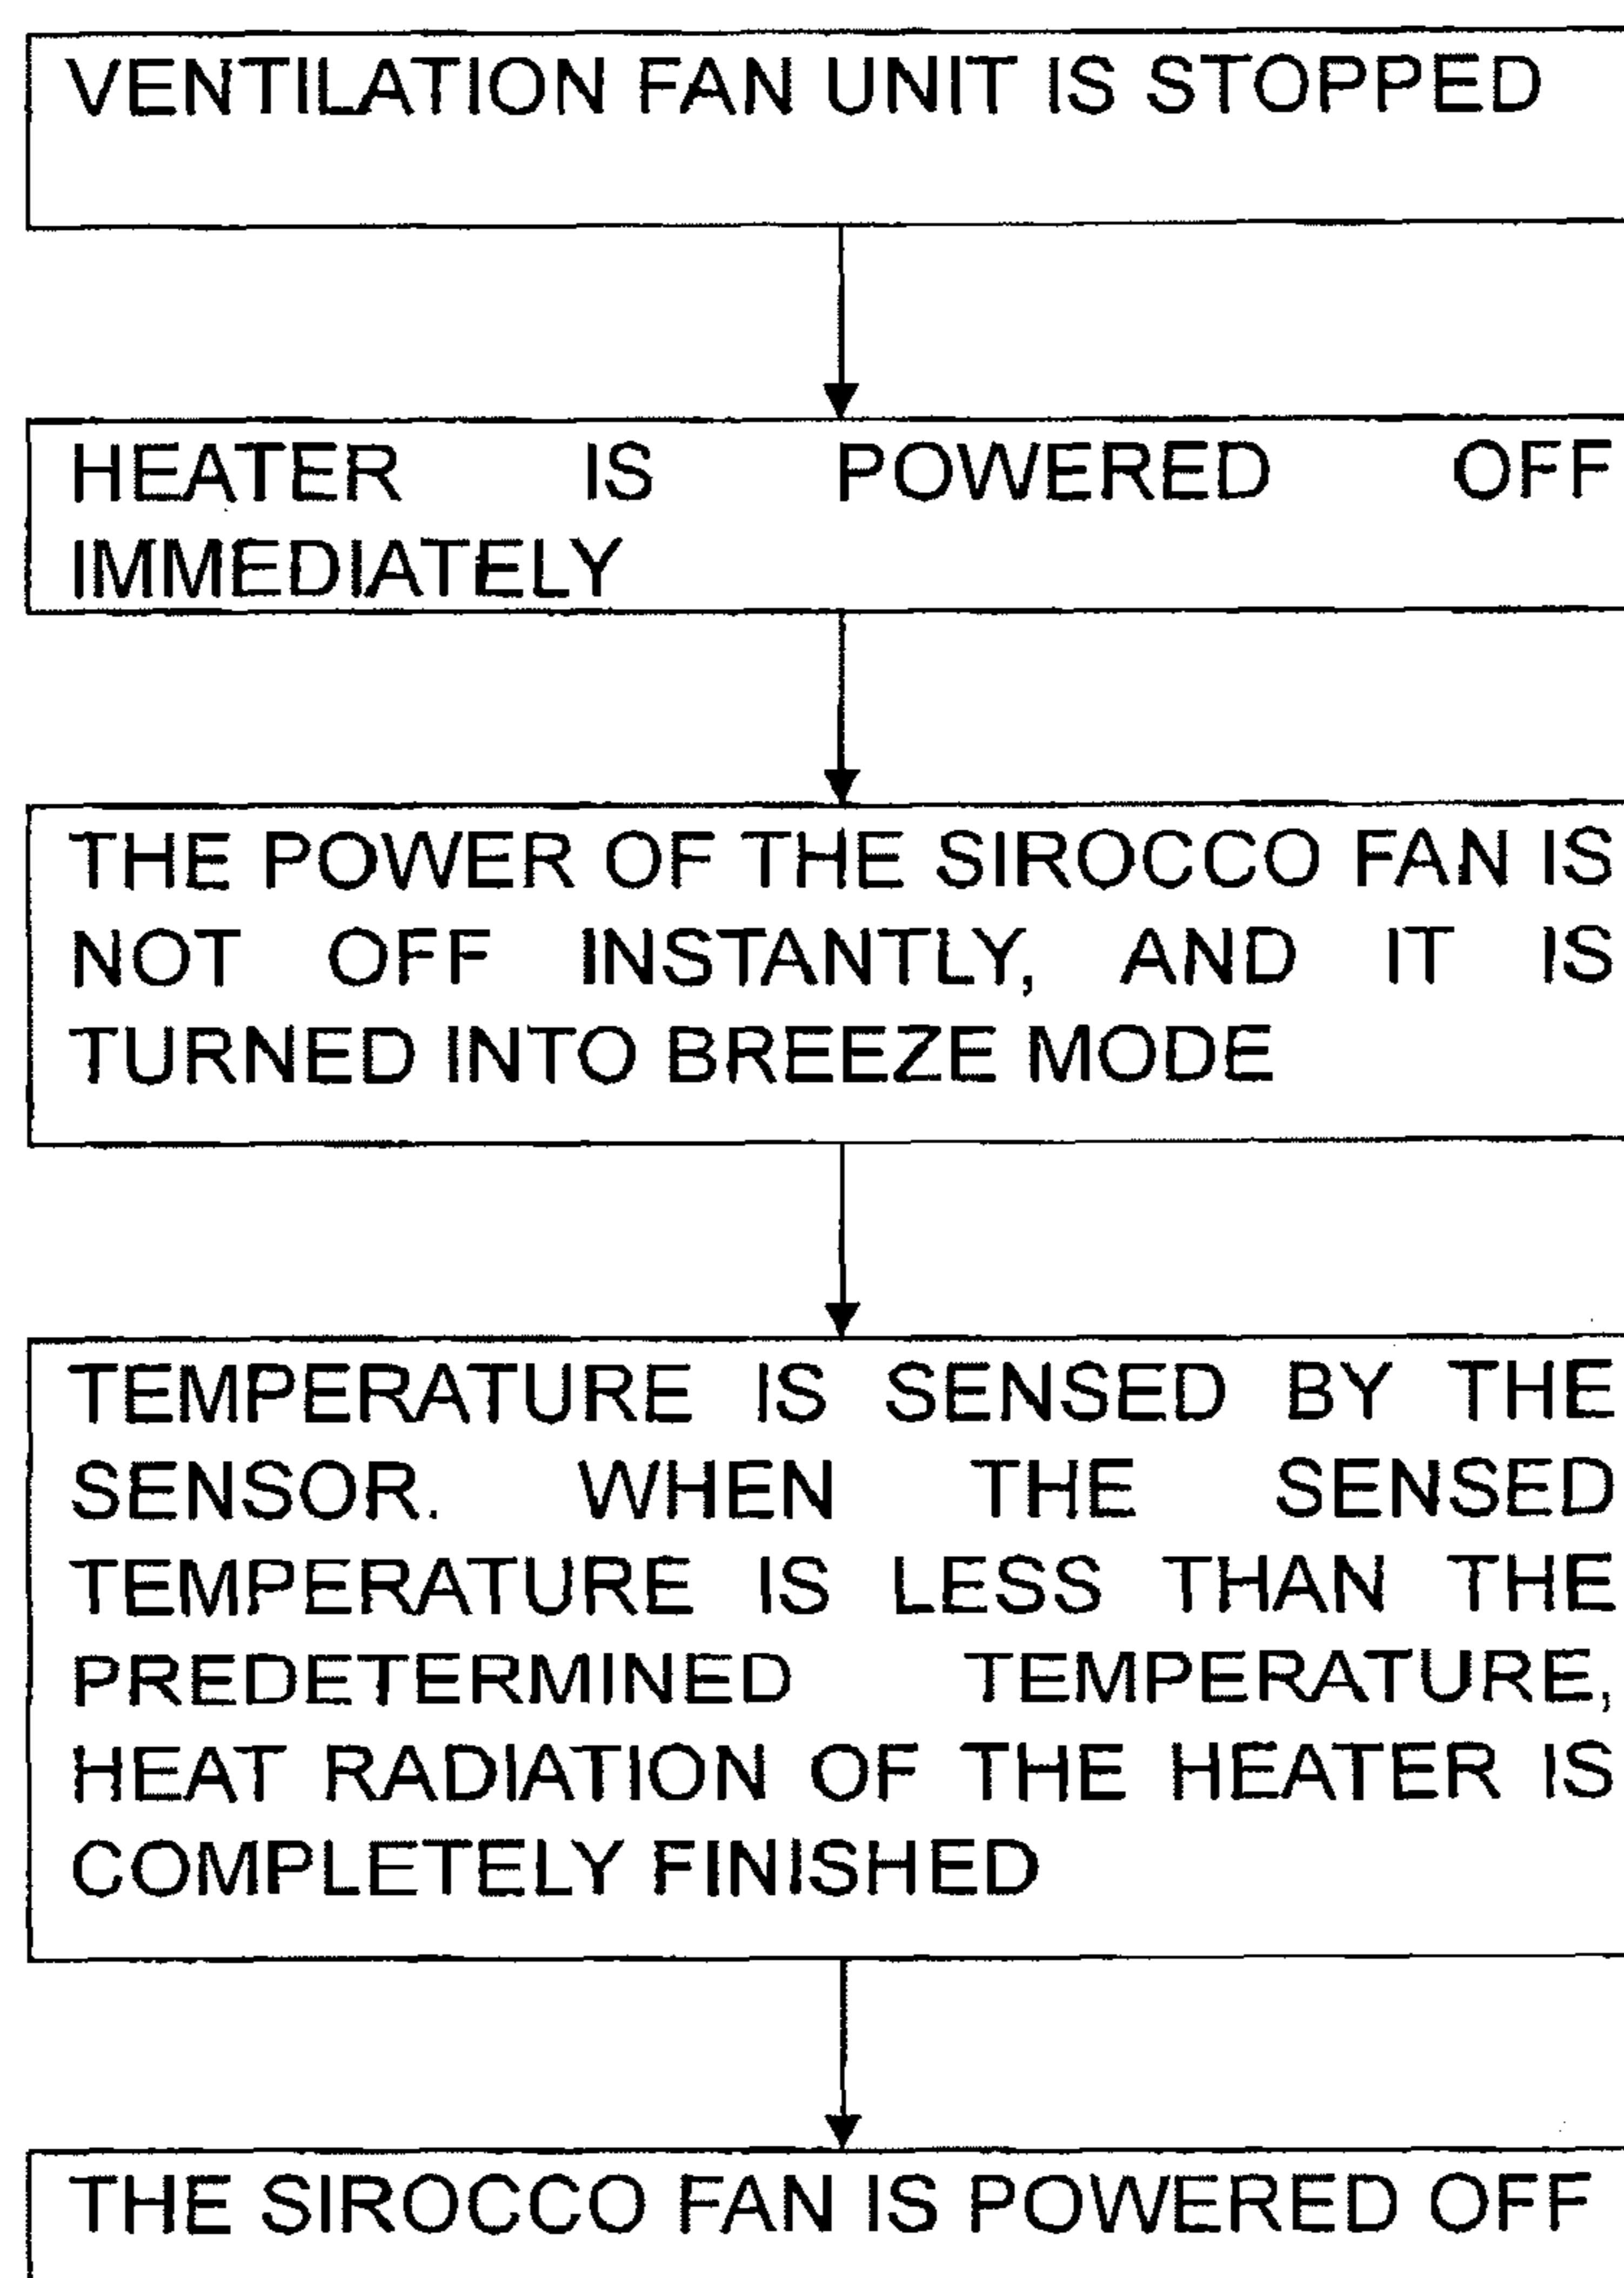 VENTILATION FAN UNIT IS STOPPED
HEATER IS POWERED OFF
IMMEDIATELY
THE POWER OF THE SIROCCO FAN IS
NOT OFF INSTANTLY, AND IT IS
TURNED INTO BREEZE MODE
TEMPERATURE IS SENSED BY THE
SENSOR. WHEN THE SENSED
TEMPERATURE IS LESS THAN THE
PREDETERMINED TEMPERATURE,
HEAT RADIATION OF THE HEATER IS
COMPLETELY FINISHED
THE SIROCCO FAN IS POWERED OFF